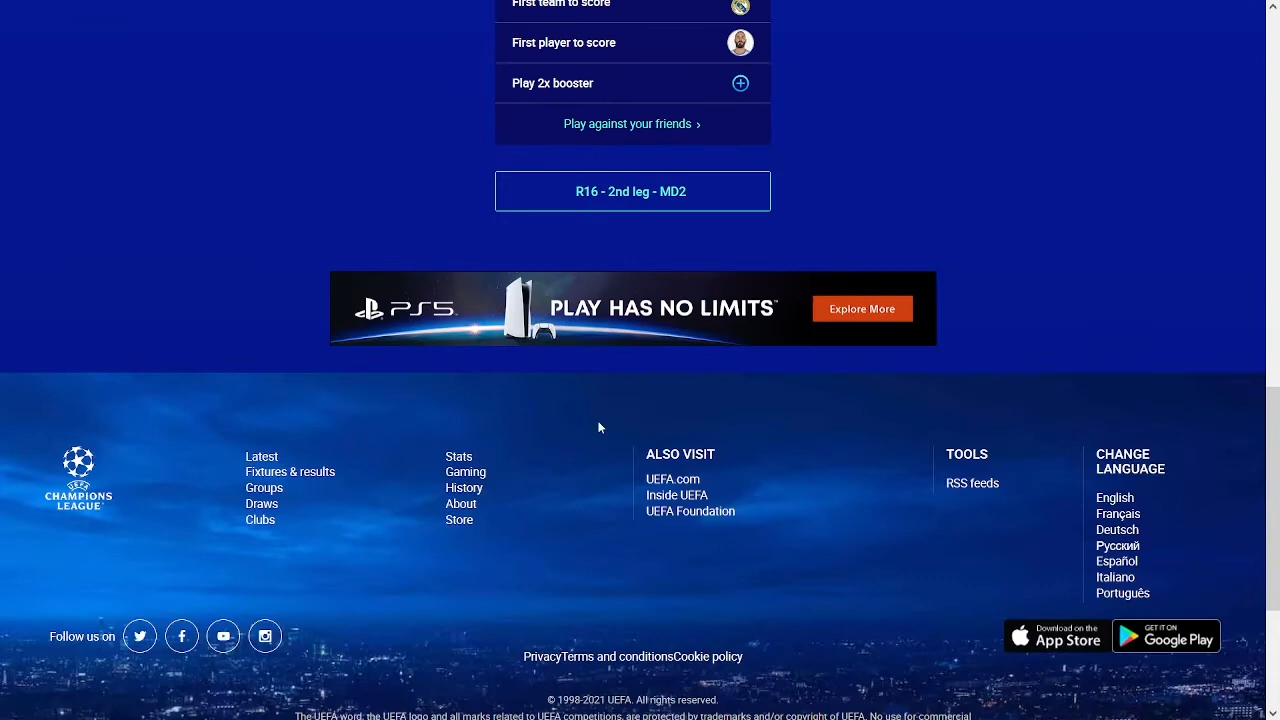 First team to score
First player to score
Play 2x booster
Play against your friends ›
R16 - 2nd leg - MD2
PS5
PLAY HAS NO LIMITS™
Explore More
UEFA
CHAMPIONS
LEAGUE
Latest
Fixtures & results
Groups
Draws
Clubs
Stats
Gaming
History
About
Store
ALSO VISIT
UEFA.com
Inside UEFA
UEFA Foundation
TOOLS
RSS feeds
CHANGE
LANGUAGE
English
Français
Deutsch
Русский
Español
Italiano
Português
Follow us on
Download on the
App Store
GET IT ON
Google Play
PrivacyTerms and conditionsCookie policy
© 1998-2021 UEFA. All rights reserved.
The UEFA word, the UEFA logo and all marks related to UEFA competitions, are protected by trademarks and/or copyright of UEFA. No use for commercial